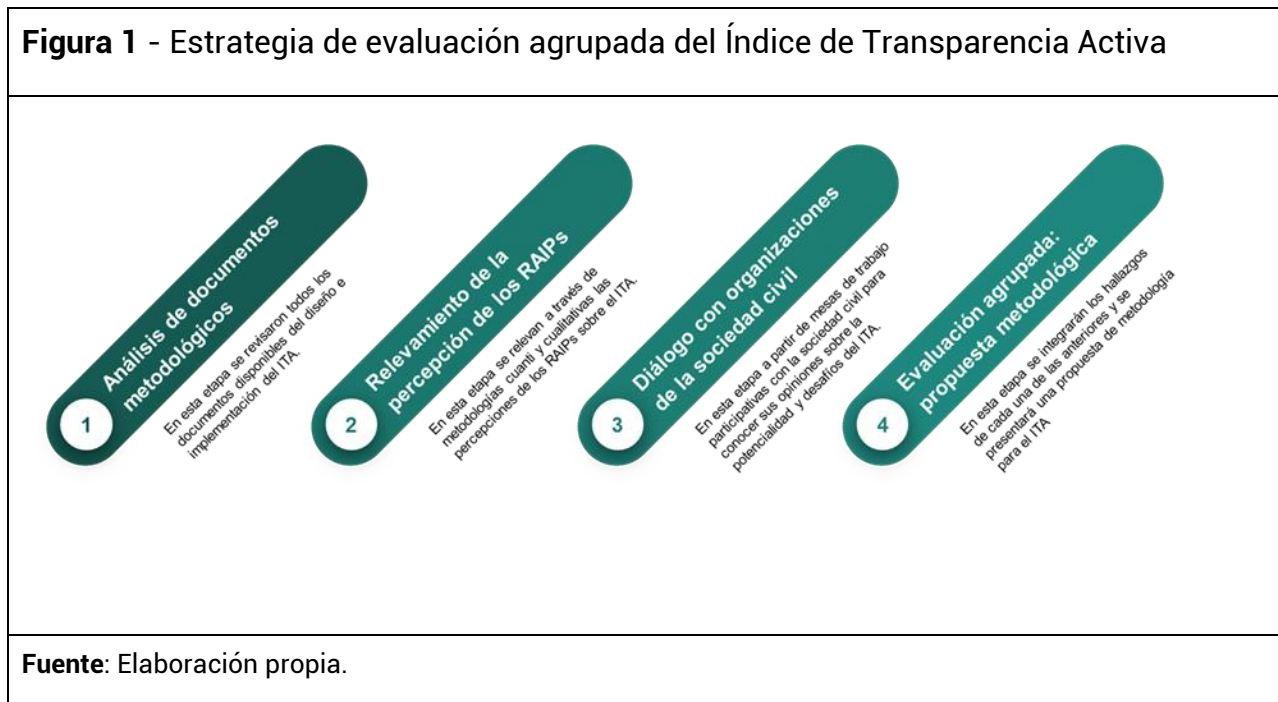 Figura 1 - Estrategia de evaluación agrupada del Índice de Transparencia Activa
1
Análisis de documentos
metodológicos
En esta etapa se revisaron todos los
documentos disponibles del diseño e
implementación del ITA.
2
Relevamiento de la
percepción de los RAIPs
En esta etapa se relevan a través de
metodologías cuanti y cualitativas las
percepciones de los RAIPs sobre el ITA.
3
Diálogo con organizaciones
de la sociedad civil
En esta etapa a partir de mesas de trabajo
participativas con la sociedad civil para
conocer sus opiniones sobre la
potencialidad y desafíos del ITA.
4
Evaluación agrupada:
propuesta metodológica
En esta etapa se integrarán los hallazgos
de cada una de las anteriores y se
presentará una propuesta de metodología
para el ITA
Fuente: Elaboración propia.